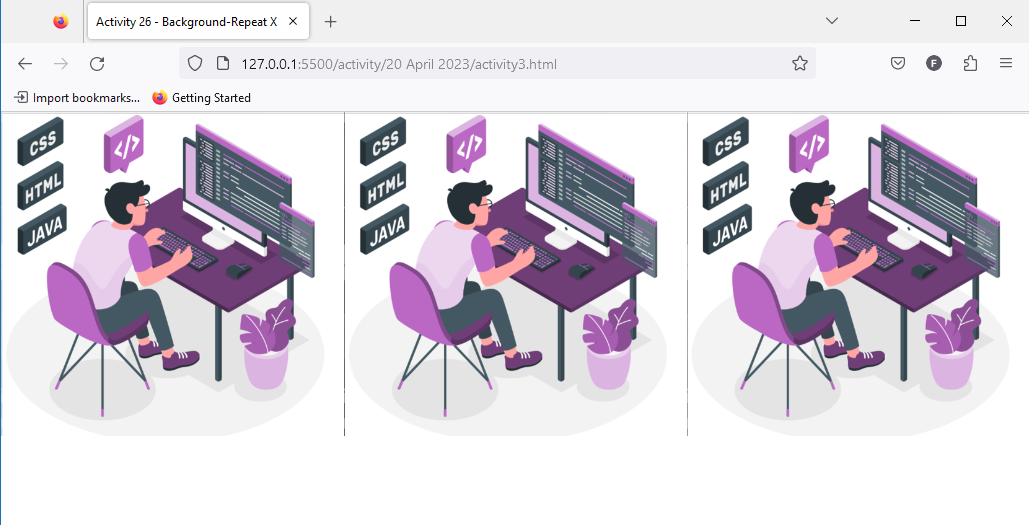 Activity 26 - Background-Repeat X
127.0.0.1:5500/activity/20 April 2023/activity3.html
F
Import bookmarks... Getting Started
CSS </> CSS </> CSS </>
HTML HTML HTML
JAVA JAVA JAVA